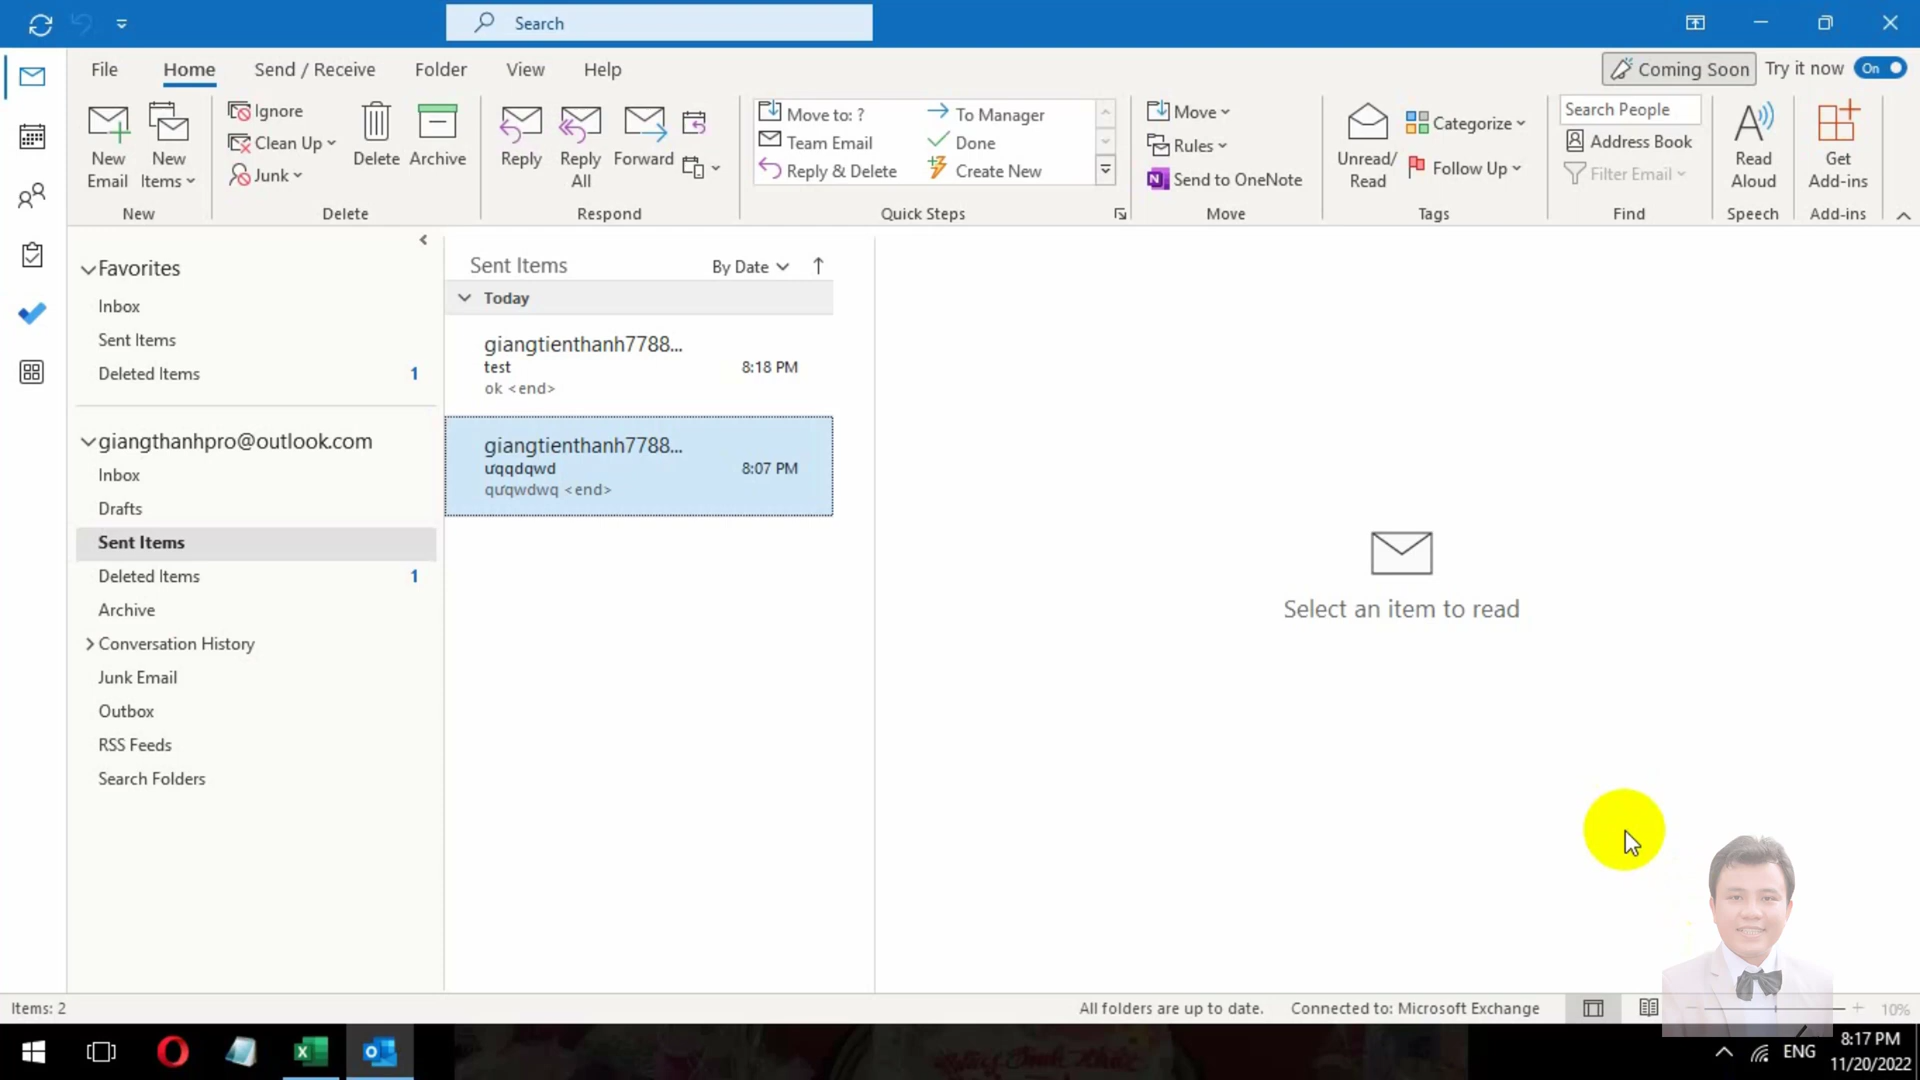 Search
File Home Send / Receive Folder View Help Coming Soon Try it now On
New Email
New Items
New
Ignore
Clean Up
Junk
Delete
Archive
Delete
Reply
Reply All
Forward
Respond
Move to: ?
Team Email
Reply & Delete
To Manager
Done
Create New
Quick Steps
Move
Rules
Send to OneNote
Move
Unread/ Read
Categorize
Follow Up
Tags
Search People
Address Book
Filter Email
Find
Read Aloud
Speech
Get Add-ins
Add-ins
Favorites
Inbox
Sent Items
Deleted Items 1
giangthanhpro@outlook.com
Inbox
Drafts
Sent Items
Deleted Items 1
Archive
Conversation History
Junk Email
Outbox
RSS Feeds
Search Folders
Sent Items By Date
Today
giangtienthanh7788...
test 8:18 PM
ok <end>
giangtienthanh7788...
ưqqdqwd 8:07 PM
qưqwdwq <end>
Select an item to read
Items: 2 All folders are up to date. Connected to: Microsoft Exchange 10%
ENG
8:17 PM
11/20/2022